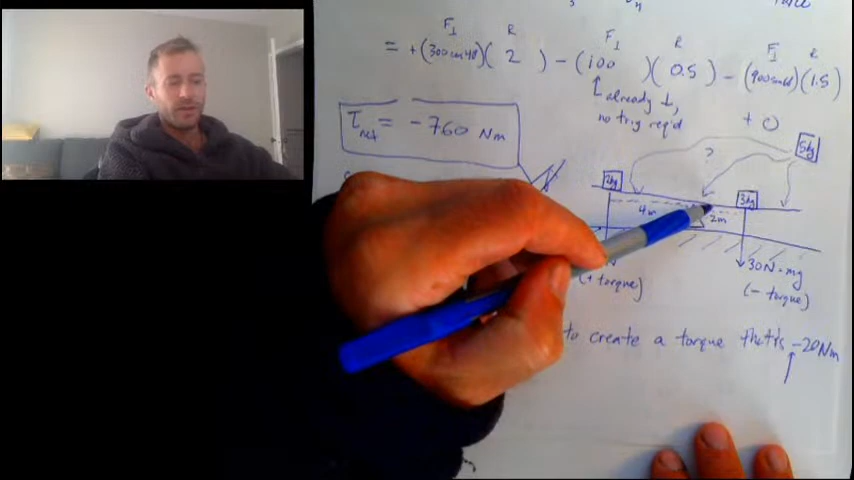 F⊥ R F⊥ R F⊥ R
= +(300cos40)( 2 ) - (100 )( 0.5 ) - (900sin60)(1.5)
already ⊥, no trig req'd
+ 0
τnet = -760 Nm
5kg
?
2kg
3kg
4m
2m
30N=mg
(+ torque)
(- torque)
to create a torque that's -20Nm